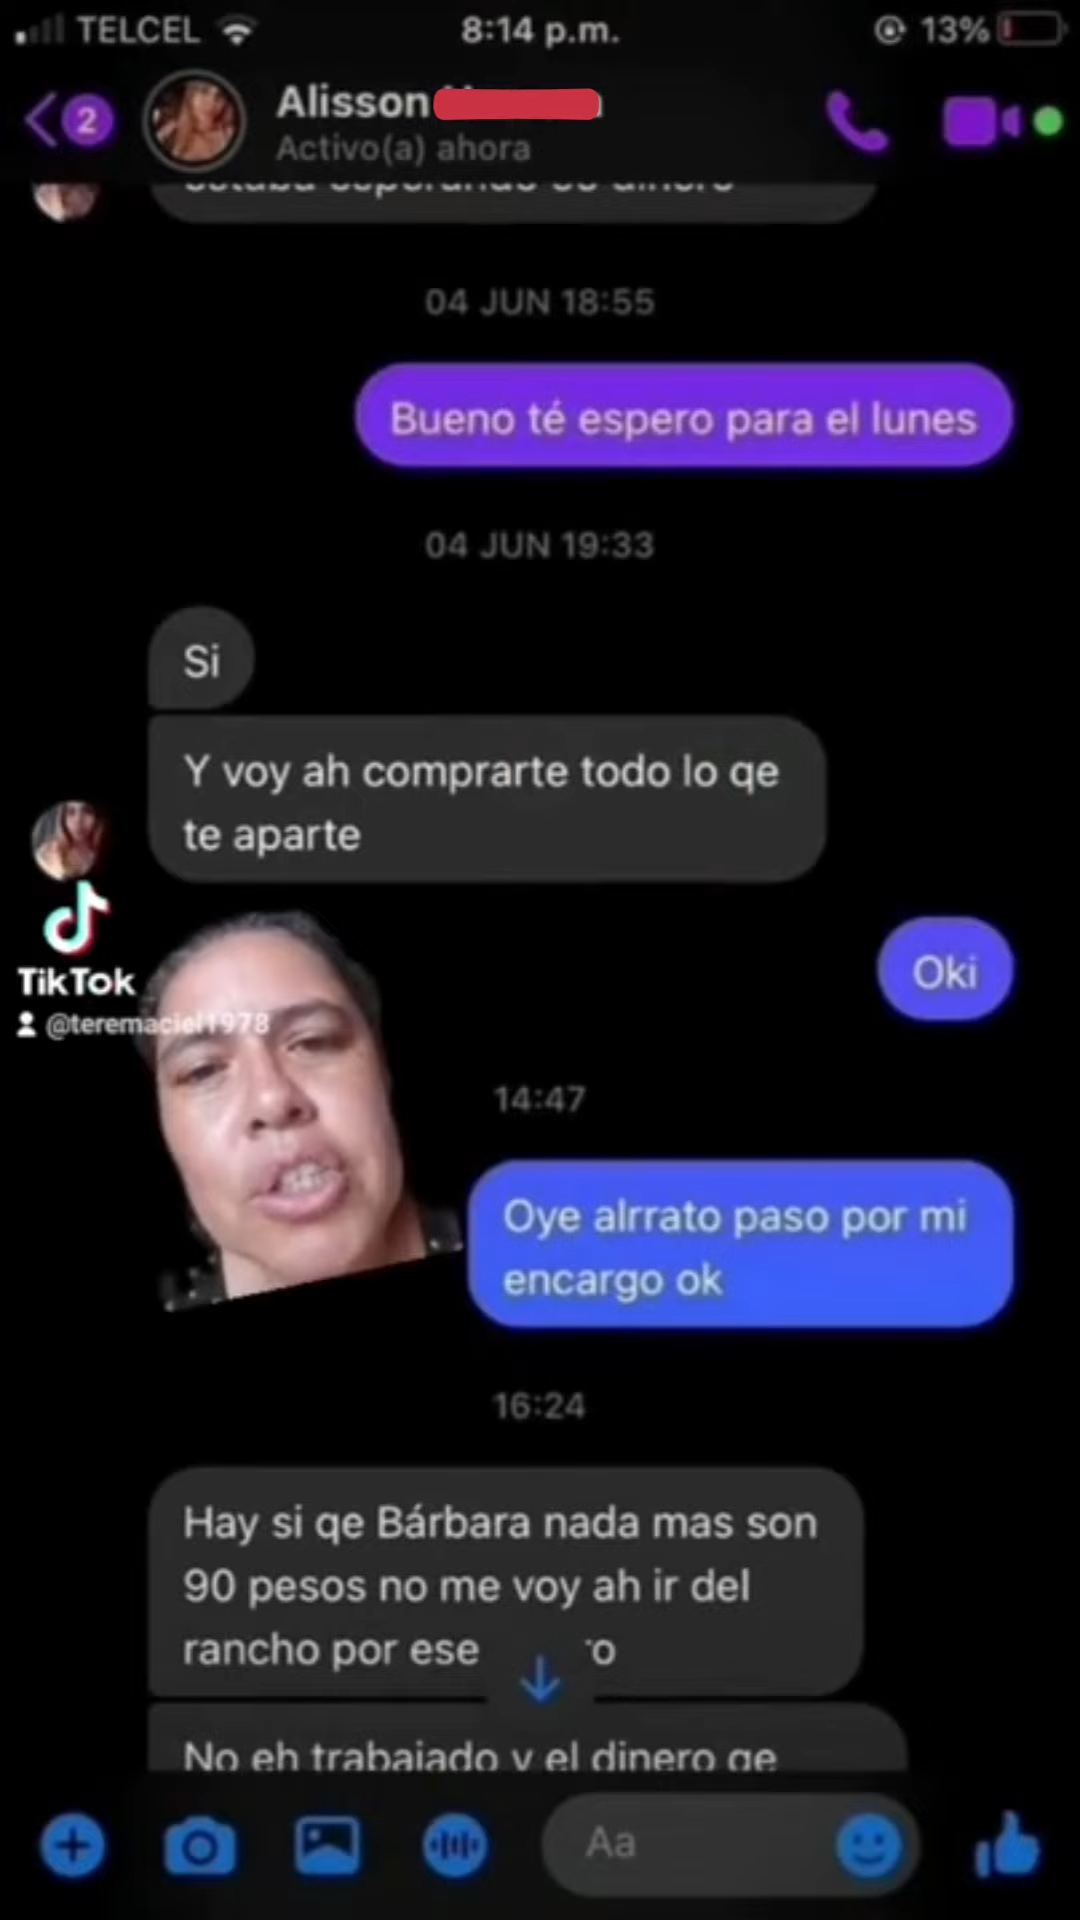 TELCEL 8:14 p.m. 13%
2
Alisson
Activo(a) ahora
estaba esperando
04 JUN 18:55
Bueno té espero para el lunes
04 JUN 19:33
Si
Y voy ah comprarte todo lo qe
te aparte
TikTok
@teremaciel1978
Oki
14:47
Oye alrrato paso por mi
encargo ok
16:24
Hay si qe Bárbara nada mas son
90 pesos no me voy ah ir del
rancho por ese
No eh trabajado y el dinero qe
Aa